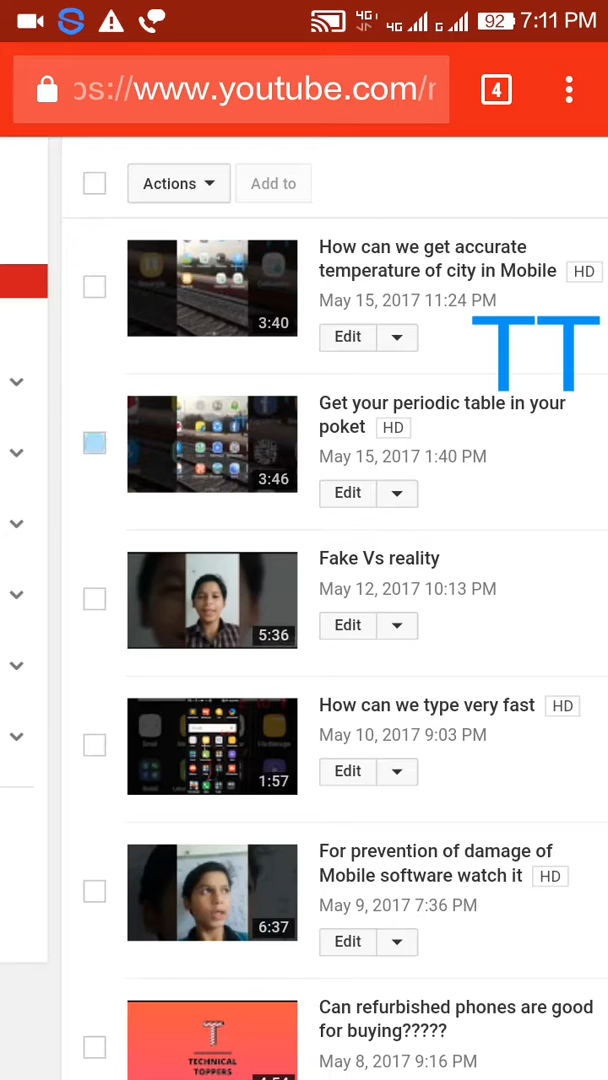 92 7:11 PM
ps://www.youtube.com/r
4
Actions
Add to
How can we get accurate
temperature of city in Mobile HD
May 15, 2017 11:24 PM
3:40
Edit
TT
Get your periodic table in your
poket HD
May 15, 2017 1:40 PM
3:46
Edit
Fake Vs reality
May 12, 2017 10:13 PM
5:36
Edit
How can we type very fast HD
May 10, 2017 9:03 PM
1:57
Edit
For prevention of damage of
Mobile software watch it HD
May 9, 2017 7:36 PM
6:37
Edit
Can refurbished phones are good
for buying?????
May 8, 2017 9:16 PM
T
TECHNICAL
TOPPERS